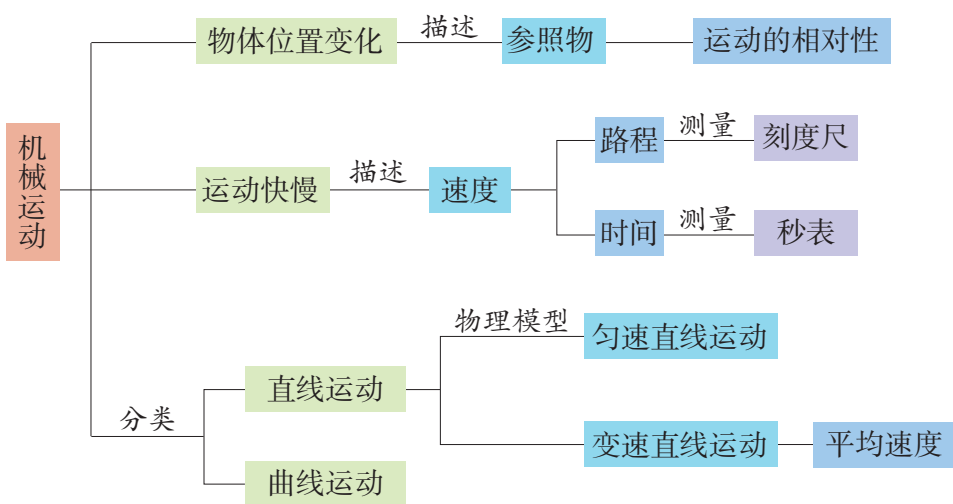 机械运动
物体位置变化
描述
参照物
运动的相对性
运动快慢
描述
速度
路程
测量
刻度尺
时间
测量
秒表
分类
直线运动
物理模型
匀速直线运动
变速直线运动
平均速度
曲线运动